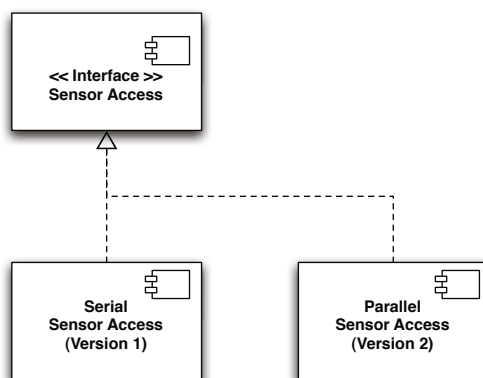 << Interface >>
Sensor Access
Serial
Sensor Access
(Version 1)
Parallel
Sensor Access
(Version 2)